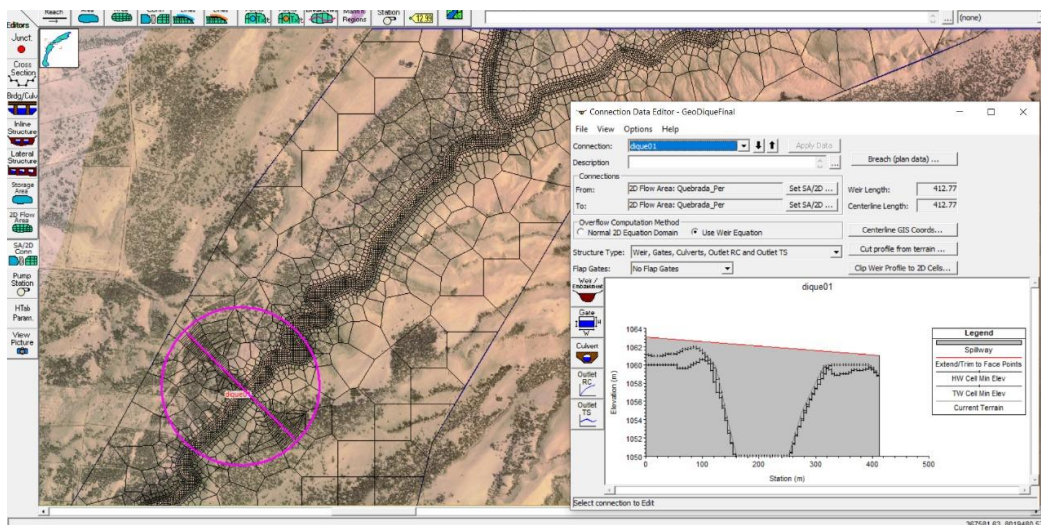 Reach
Area
Area
Conn
Lines
Lines
Regions
Station
12.99
...
(none)
Editors
Junct.
Cross
Section
Brdg/Culv
Inline
Structure
Lateral
Structure
Storage
Area
2D Flow
Area
SA/2D
Conn
Pump
Station
HTab
Param.
View
Picture
Connection Data Editor - GeoDiqueFinal
File View Options Help
Connection: dique01 Apply Data
Description ... Breach (plan data) ...
Connections
From: 2D Flow Area: Quebrada_Per Set SA/2D ... Weir Length: 412.77
To: 2D Flow Area: Quebrada_Per Set SA/2D ... Centerline Length: 412.77
Overflow Computation Method
Normal 2D Equation Domain Use Weir Equation Centerline GIS Coords...
Structure Type: Weir, Gates, Culverts, Outlet RC and Outlet TS Cut profile from terrain ...
Flap Gates: No Flap Gates Clip Weir Profile to 2D Cells...
Weir /
Embankment
Gate
Culvert
Outlet
RC
Outlet
TS
dique01
1064
1062
1060
1058
1056
1054
1052
1050
Elevation (m)
0 100 200 300 400 500
Station (m)
Legend
Spillway
Extend/Trim to Face Points
HW Cell Min Elev
TW Cell Min Elev
Current Terrain
Select connection to Edit